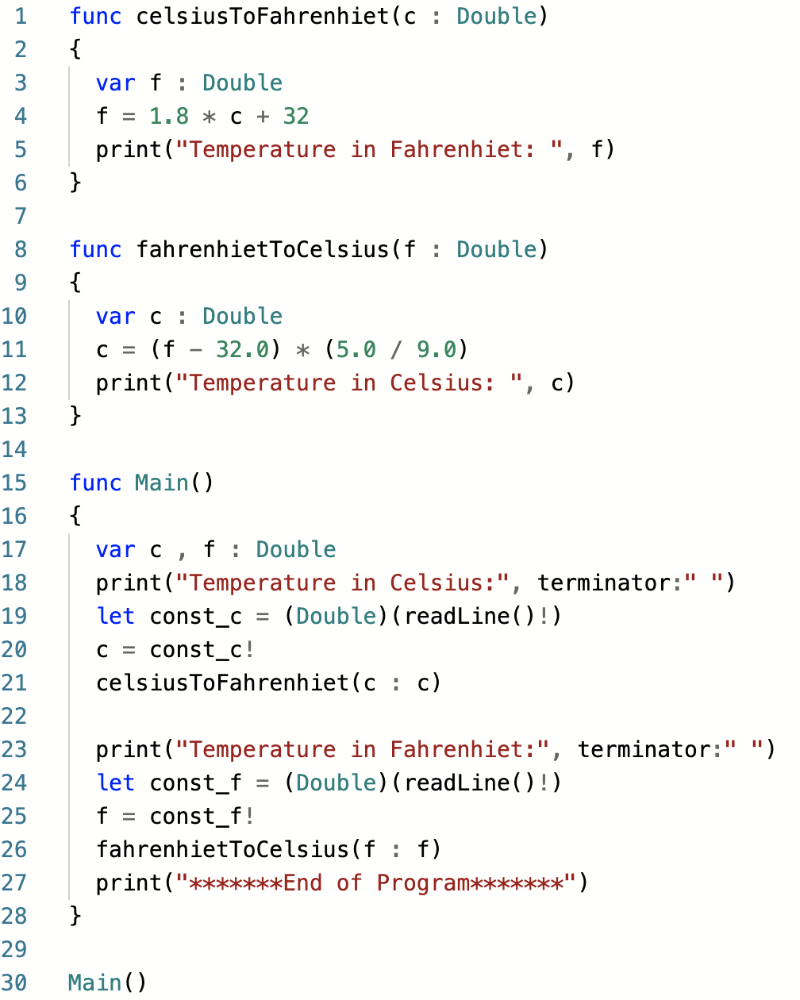 1 func celsiusToFahrenhiet(c : Double)
2 {
3 var f : Double
4 f = 1.8 * c + 32
5 print("Temperature in Fahrenhiet: ", f)
6 }
7
8 func fahrenhietToCelsius(f : Double)
9 {
10 var c : Double
11 c = (f - 32.0) * (5.0 / 9.0)
12 print("Temperature in Celsius: ", c)
13 }
14
15 func Main()
16 {
17 var c , f : Double
18 print("Temperature in Celsius:", terminator:" ")
19 let const_c = (Double)(readLine()!)
20 c = const_c!
21 celsiusToFahrenhiet(c : c)
22
23 print("Temperature in Fahrenhiet:", terminator:" ")
24 let const_f = (Double)(readLine()!)
25 f = const_f!
26 fahrenhietToCelsius(f : f)
27 print("*******End of Program*******")
28 }
29
30 Main()